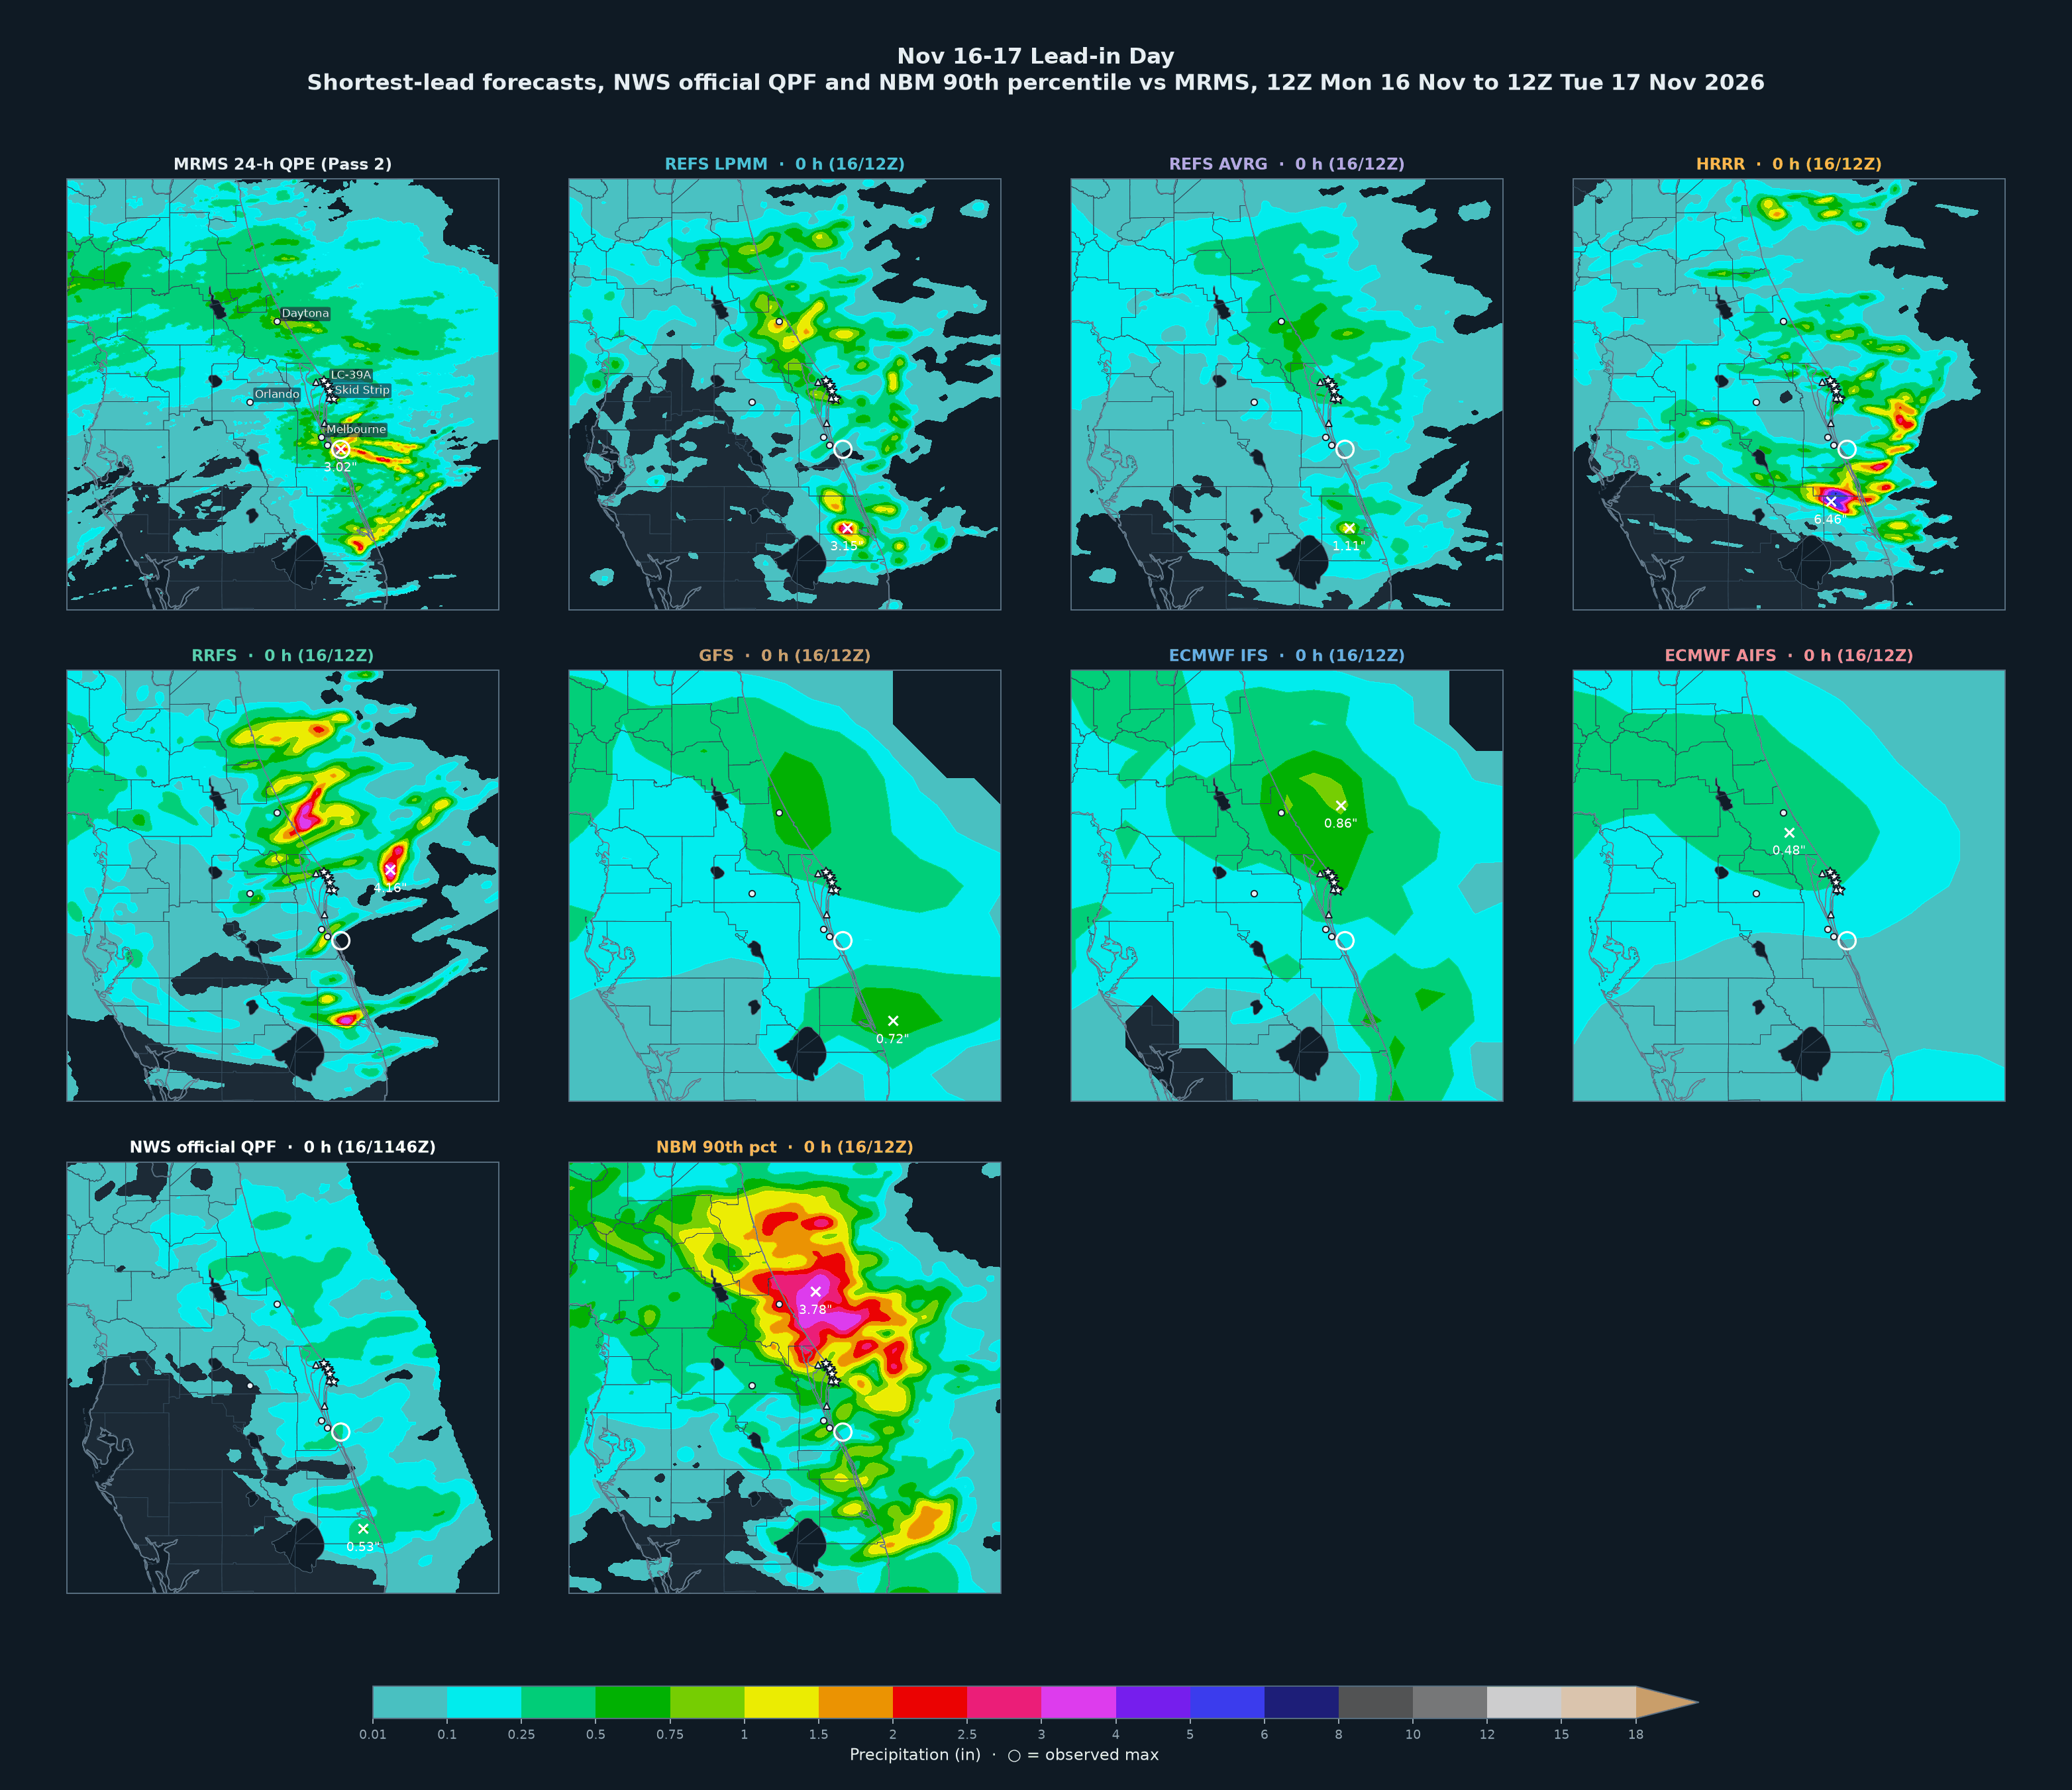 Nov 16-17 Lead-in Day
Shortest-lead forecasts, NWS official QPF and NBM 90th percentile vs MRMS, 12Z Mon 16 Nov to 12Z Tue 17 Nov 2026
MRMS 24-h QPE (Pass 2)
Daytona
LC-39A
Skid Strip
Orlando
Melbourne
3.02"
REFS LPMM · 0 h (16/12Z)
3.15"
REFS AVRG · 0 h (16/12Z)
1.11"
HRRR · 0 h (16/12Z)
6.46"
RRFS · 0 h (16/12Z)
4.16"
GFS · 0 h (16/12Z)
0.72"
ECMWF IFS · 0 h (16/12Z)
0.86"
ECMWF AIFS · 0 h (16/12Z)
0.48"
NWS official QPF · 0 h (16/1146Z)
0.53"
NBM 90th pct · 0 h (16/12Z)
3.78"
0.01 0.1 0.25 0.5 0.75 1 1.5 2 2.5 3 4 5 6 8 10 12 15 18
Precipitation (in) · ○ = observed max